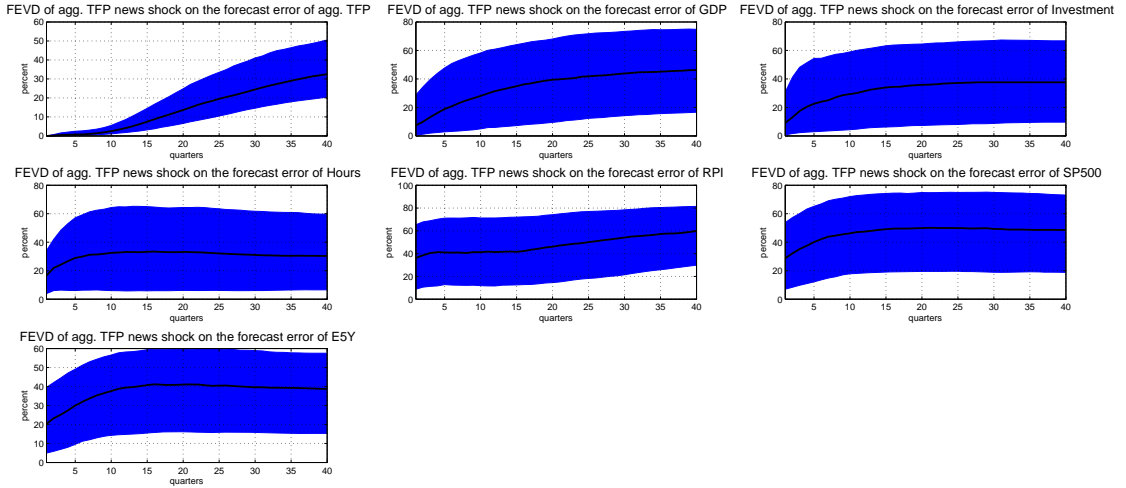 FEVD of agg. TFP news shock on the forecast error of agg. TFP
60
50
40
30
20
10
0
percent
5 10 15 20 25 30 35 40
quarters
FEVD of agg. TFP news shock on the forecast error of GDP
80
60
40
20
0
percent
5 10 15 20 25 30 35 40
quarters
FEVD of agg. TFP news shock on the forecast error of Investment
80
60
40
20
0
percent
5 10 15 20 25 30 35 40
quarters
FEVD of agg. TFP news shock on the forecast error of Hours
80
60
40
20
0
percent
5 10 15 20 25 30 35 40
quarters
FEVD of agg. TFP news shock on the forecast error of RPI
100
80
60
40
20
0
percent
5 10 15 20 25 30 35 40
quarters
FEVD of agg. TFP news shock on the forecast error of SP500
80
60
40
20
0
percent
5 10 15 20 25 30 35 40
quarters
FEVD of agg. TFP news shock on the forecast error of E5Y
60
50
40
30
20
10
0
percent
5 10 15 20 25 30 35 40
quarters